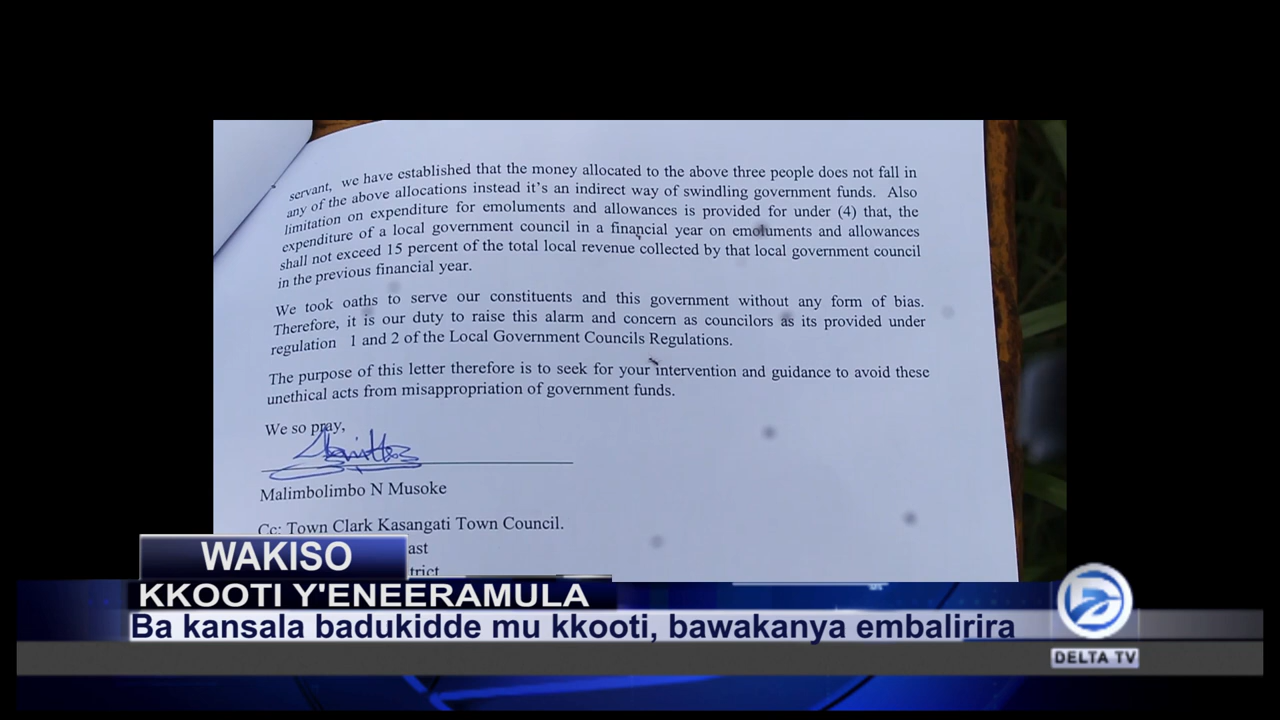 servant, we have established that the money allocated to the above three people does not fall in
any of the above allocations instead it's an indirect way of swindling government funds. Also
limitation on expenditure for emoluments and allowances is provided for under (4) that, the
expenditure of a local government council in a financial year on emoluments and allowances
shall not exceed 15 percent of the total local revenue collected by that local government council
in the previous financial year.
We took oaths to serve our constituents and this government without any form of bias.
Therefore, it is our duty to raise this alarm and concern as councilors as its provided under
regulation 1 and 2 of the Local Government Councils Regulations.
The purpose of this letter therefore is to seek for your intervention and guidance to avoid these
unethical acts from misappropriation of government funds.
We so pray,
Malimbolimbo N Musoke
Cc: Town Clark Kasangati Town Council.
ast
trict
WAKISO
KKOOTI Y'ENEERAMULA
Ba kansala badukidde mu kkooti, bawakanya embalirira
DELTA TV